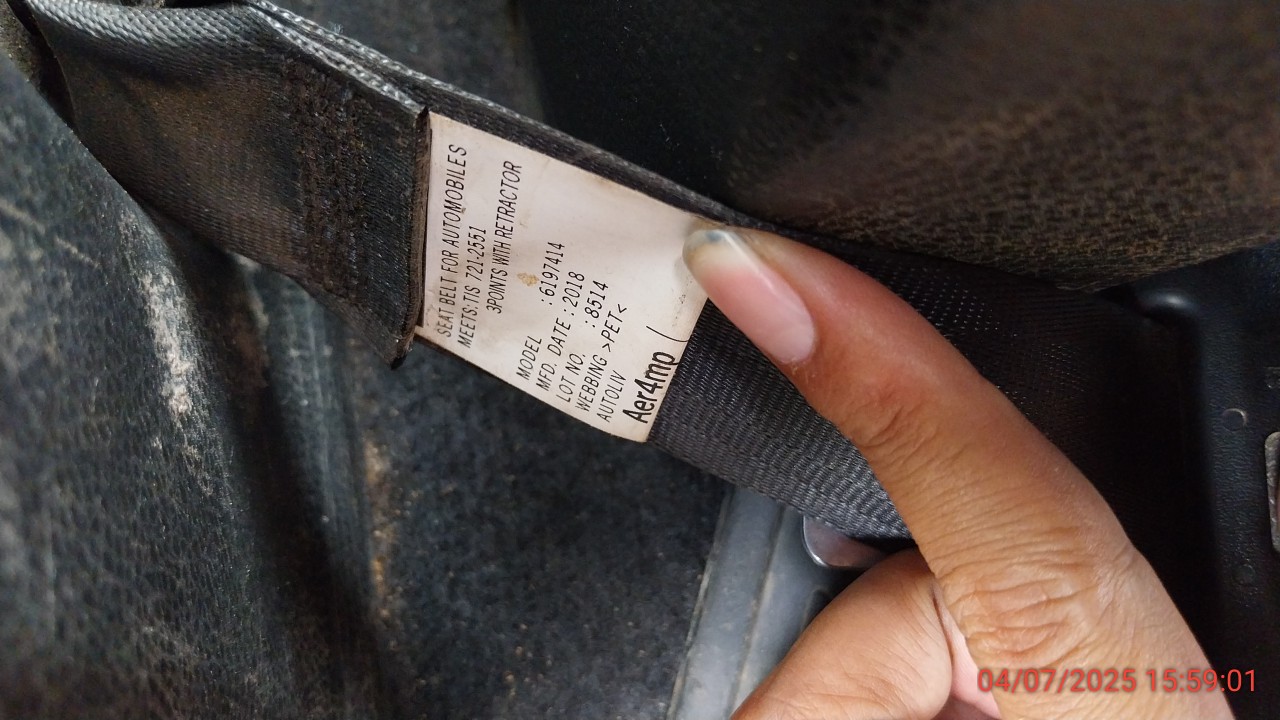 SEAT BELT FOR AUTOMOBILES
MEETS: TIS 721-2551
3POINTS WITH RETRACTOR
MODEL : 6197414
MFD. DATE : 2018
LOT NO. : 8514
WEBBING >PET<
AUTOLIV
Aer4mp
04/07/2025 15:59:01